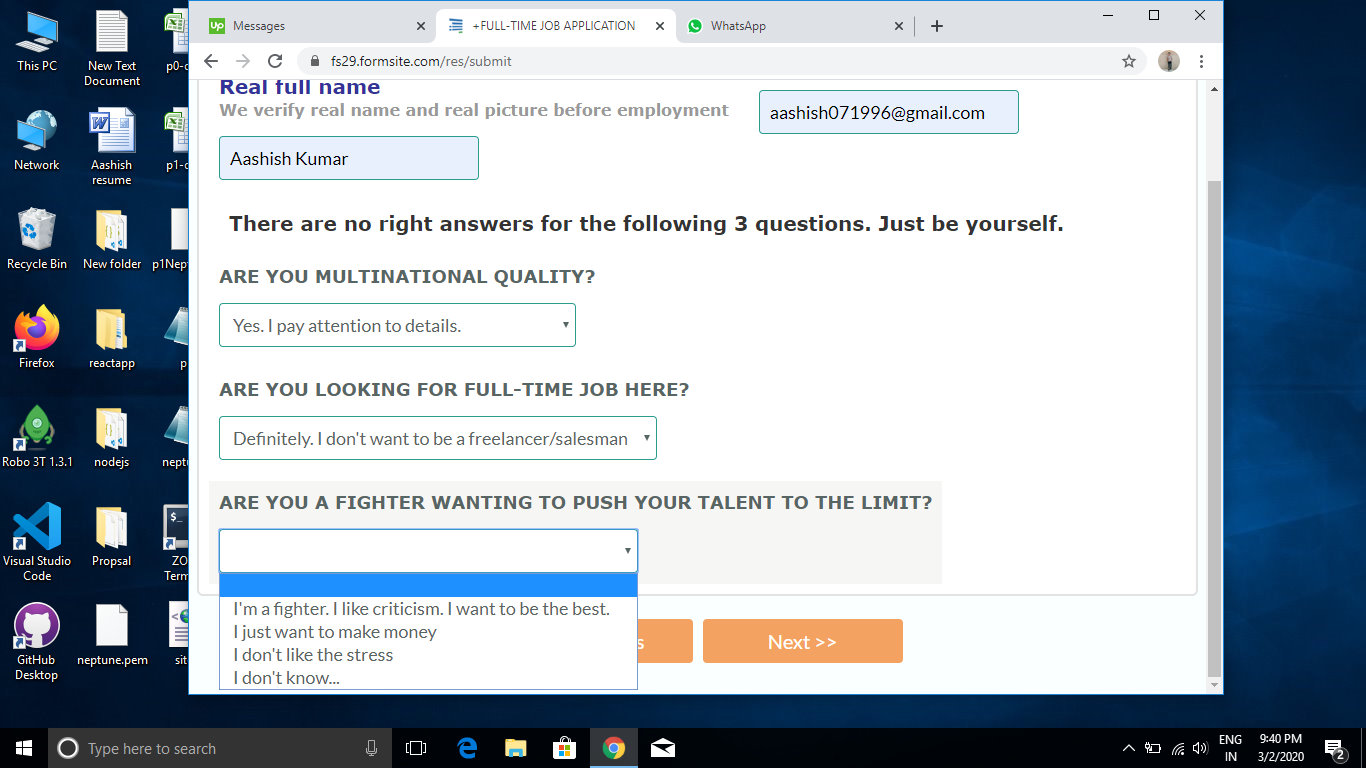 This PC
New Text
Document
p0-c
Network
Aashish
resume
p1-c
Recycle Bin
New folder
p1Nept
Firefox
reactapp
p
Robo 3T 1.3.1
nodejs
neptu
Visual Studio
Code
Propsal
ZO
Term
GitHub
Desktop
neptune.pem
sit
Up Messages
+FULL-TIME JOB APPLICATION
WhatsApp
fs29.formsite.com/res/submit
Real full name
We verify real name and real picture before employment
aashish071996@gmail.com
Aashish Kumar
There are no right answers for the following 3 questions. Just be yourself.
ARE YOU MULTINATIONAL QUALITY?
Yes. I pay attention to details.
ARE YOU LOOKING FOR FULL-TIME JOB HERE?
Definitely. I don't want to be a freelancer/salesman
ARE YOU A FIGHTER WANTING TO PUSH YOUR TALENT TO THE LIMIT?
I'm a fighter. I like criticism. I want to be the best.
I just want to make money
I don't like the stress
I don't know...
s
Next >>
Type here to search
ENG
IN
9:40 PM
3/2/2020
2